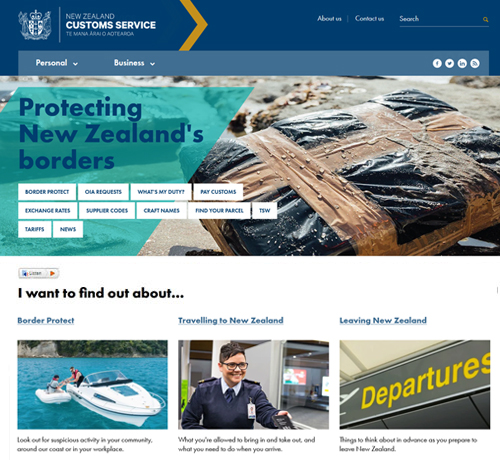 NEW ZEALAND
CUSTOMS SERVICE
TE MANA ĀRAI O AOTEAROA
About us
Contact us
Search
Personal
Business
Protecting
New Zealand's
borders
BORDER PROTECT
OIA REQUESTS
WHAT'S MY DUTY?
PAY CUSTOMS
EXCHANGE RATES
SUPPLIER CODES
CRAFT NAMES
FIND YOUR PARCEL
TSW
TARIFFS
NEWS
Listen
I want to find out about...
Border Protect
Travelling to New Zealand
Leaving New Zealand
Departures
Look out for suspicious activity in your community,
around our coast or in your workplace.
What you're allowed to bring in and take out, and
what you need to do when you arrive.
Things to think about in advance as you prepare to
leave New Zealand.